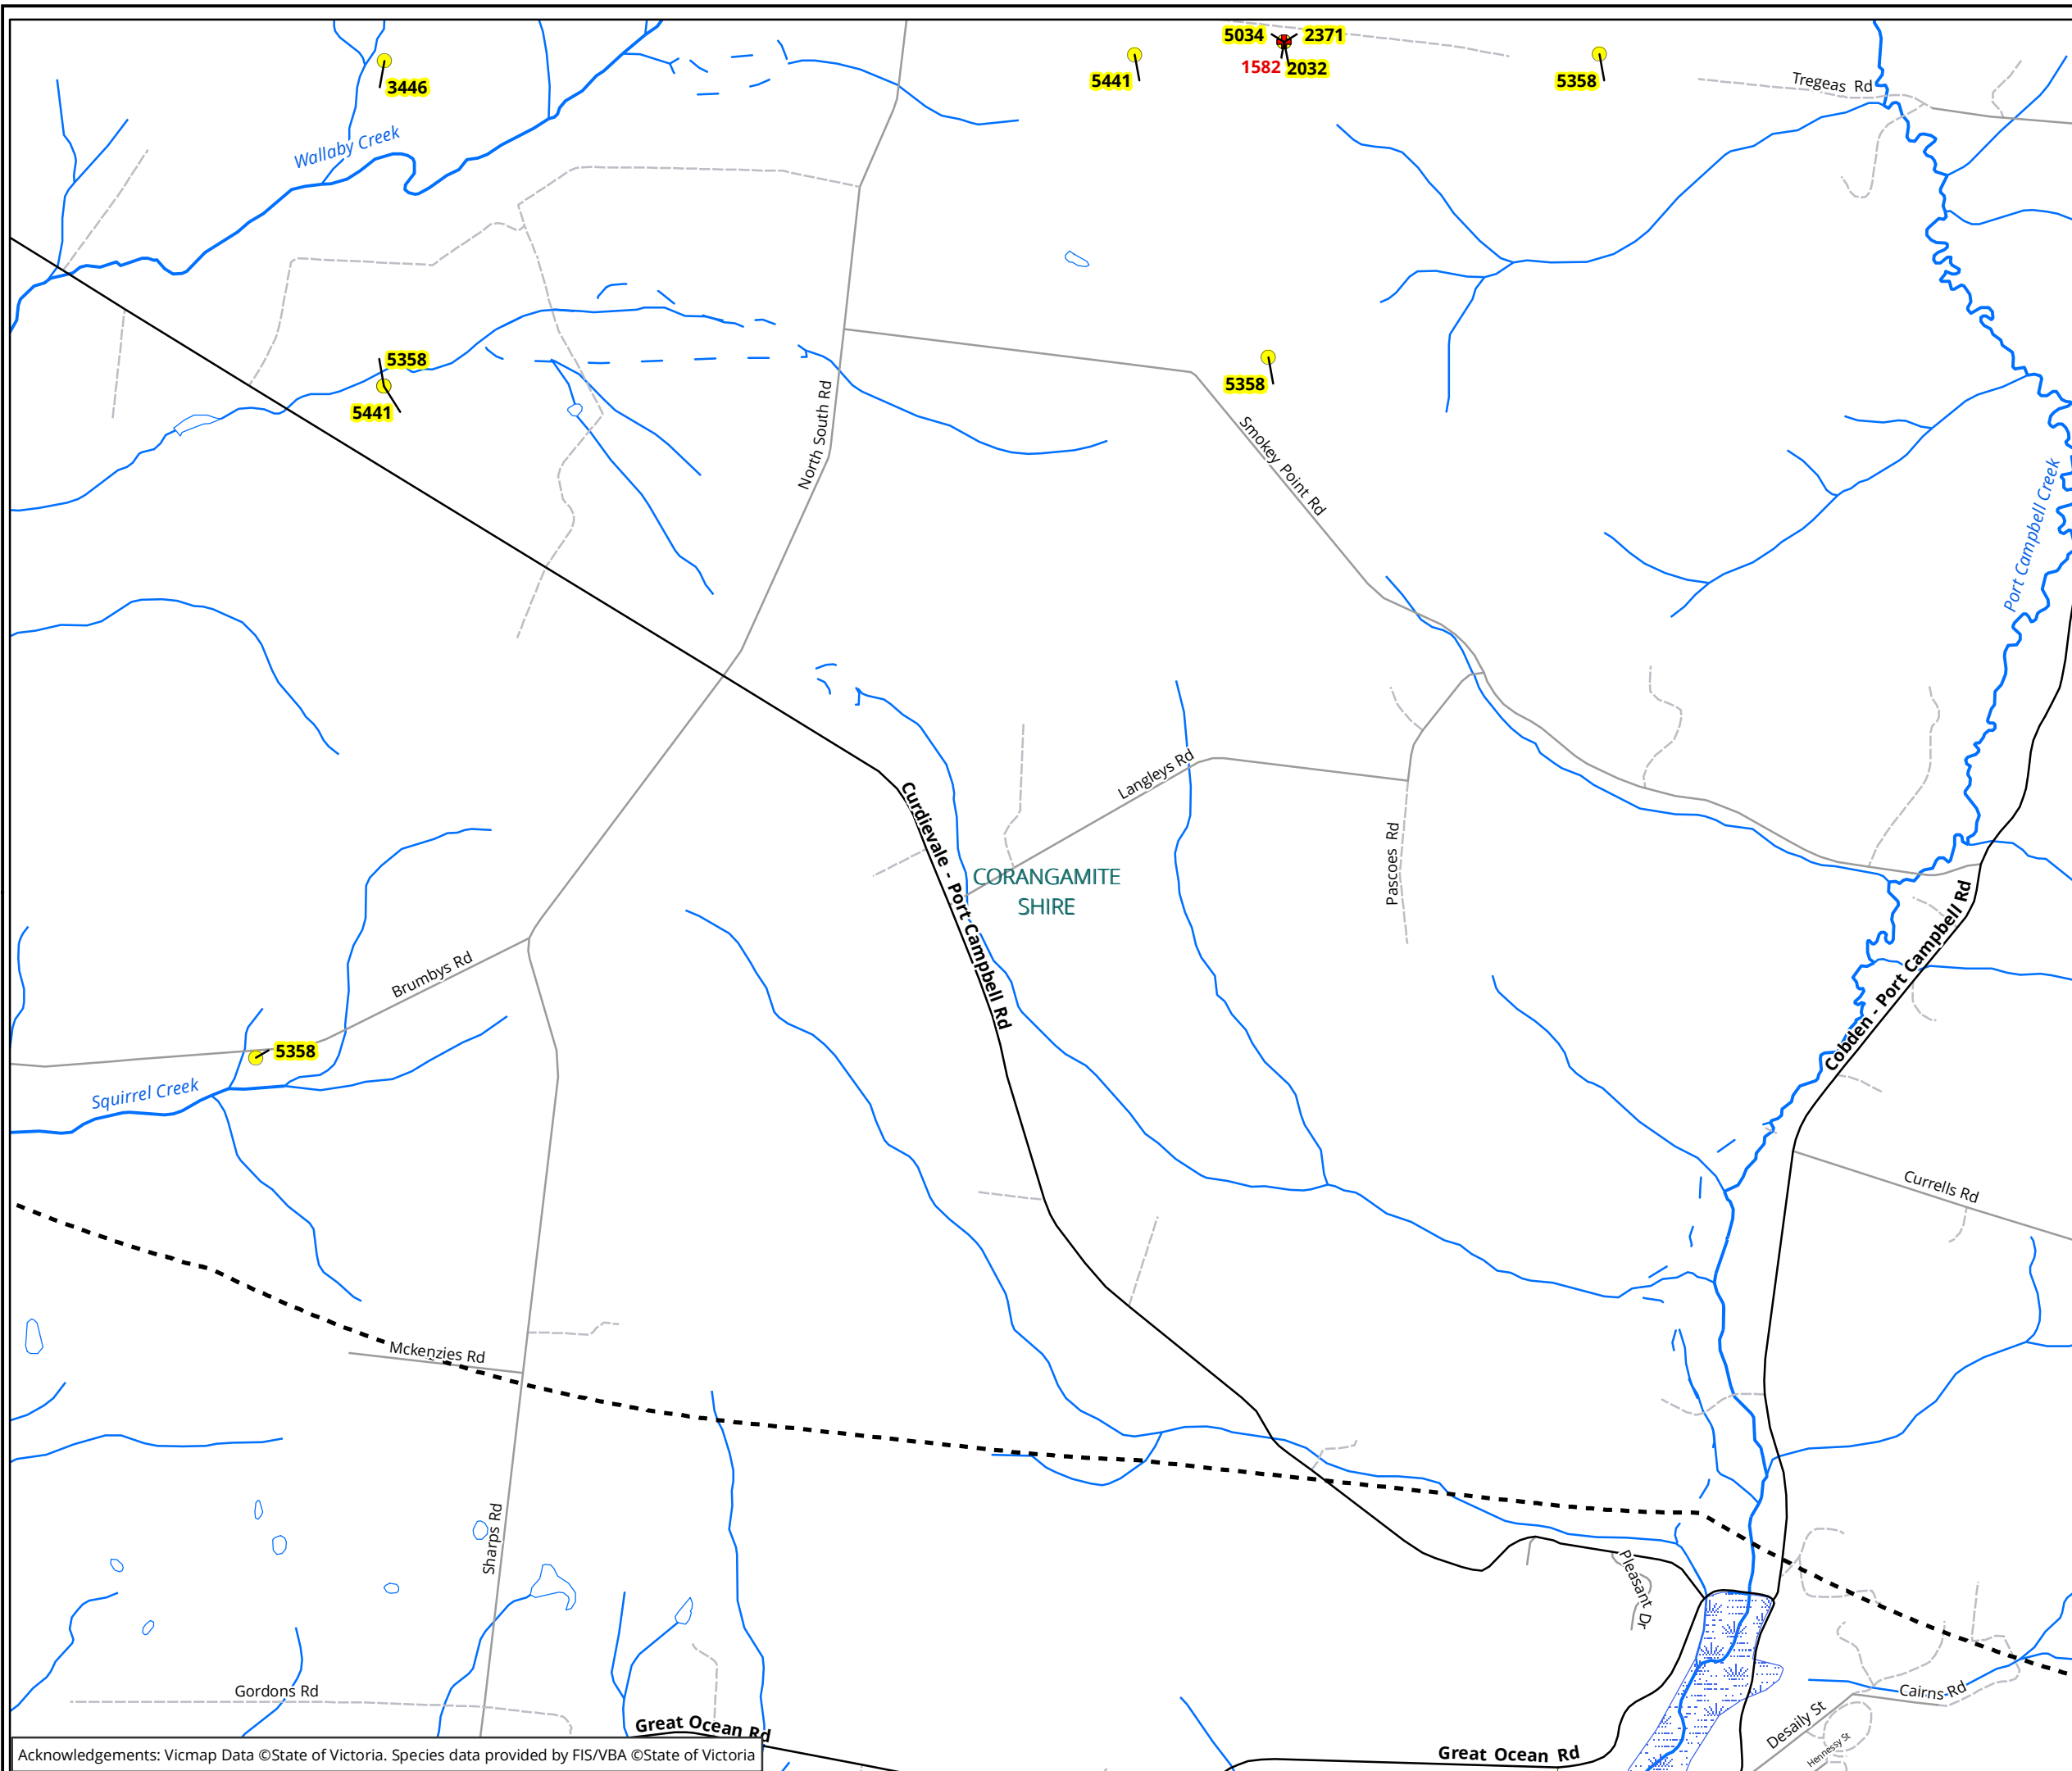 5034
2371
1582
2032
3446
5441
5358
Tregeas Rd
Wallaby Creek
5358
5441
5358
North South Rd
Smokey Point Rd
Port Campbell Creek
Langleys Rd
Curdievale - Port Campbell Rd
Pascoes Rd
CORANGAMITE
SHIRE
Cobden - Port Campbell Rd
Brumbys Rd
5358
Squirrel Creek
Currells Rd
Mckenzies Rd
Sharps Rd
Pleasant Dr
Gordons Rd
Cairns Rd
Desailly St
Hennessy St
Great Ocean Rd
Great Ocean Rd
Acknowledgements: Vicmap Data ©State of Victoria. Species data provided by FIS/VBA ©State of Victoria